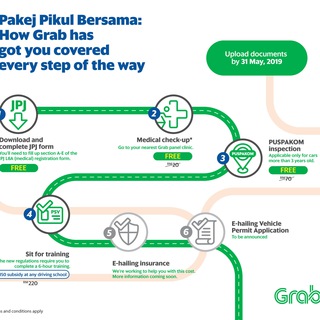 Pakej Pikul Bersama:
How Grab has
got you covered
every step of the way
Upload documents
by 31 May, 2019
JPJ
1
Download and
complete JPJ form
You'll need to fill up section A-E of the
JPJ L8A (medical) registration form.
FREE
2
Medical check-up*
Go to your nearest Grab panel clinic.
FREE
RM20
3
PUSPAKOM
PUSPAKOM
inspection
Applicable only for cars
more than 3 years old.
FREE
RM70
4
PSV
Sit for training
The new regulations require you to
complete a 6-hour training.
subsidy at any driving school
RM220
5
E-hailing Insurance
We're working to help you with this cost.
More information coming soon.
6
E-hailing Vehicle
Permit Application
To be announced
Grab
and conditions apply